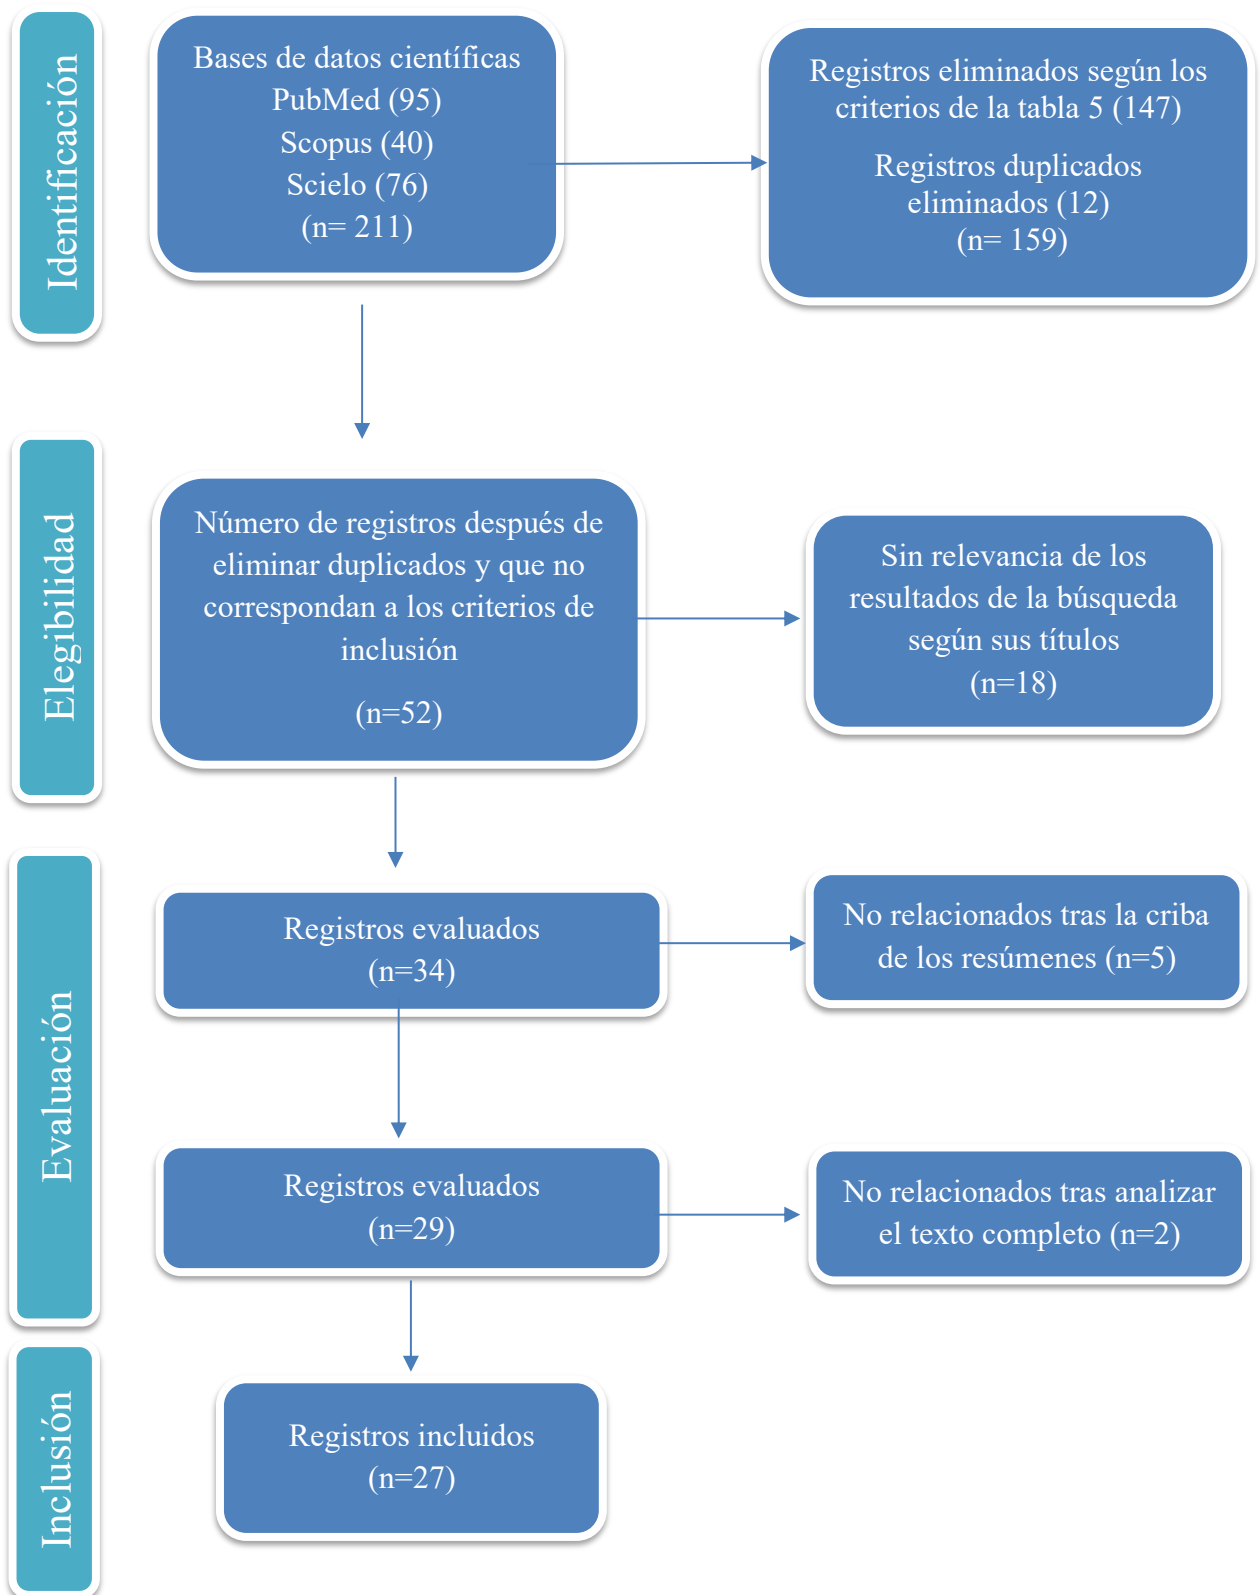 Identificación
Bases de datos científicas
PubMed (95)
Scopus (40)
Scielo (76)
(n= 211)
Registros eliminados según los
criterios de la tabla 5 (147)
Registros duplicados
eliminados (12)
(n= 159)
Elegibilidad
Número de registros después de
eliminar duplicados y que no
correspondan a los criterios de
inclusión
(n=52)
Sin relevancia de los
resultados de la búsqueda
según sus títulos
(n=18)
Evaluación
Registros evaluados
(n=34)
No relacionados tras la criba
de los resúmenes (n=5)
Registros evaluados
(n=29)
No relacionados tras analizar
el texto completo (n=2)
Inclusión
Registros incluidos
(n=27)